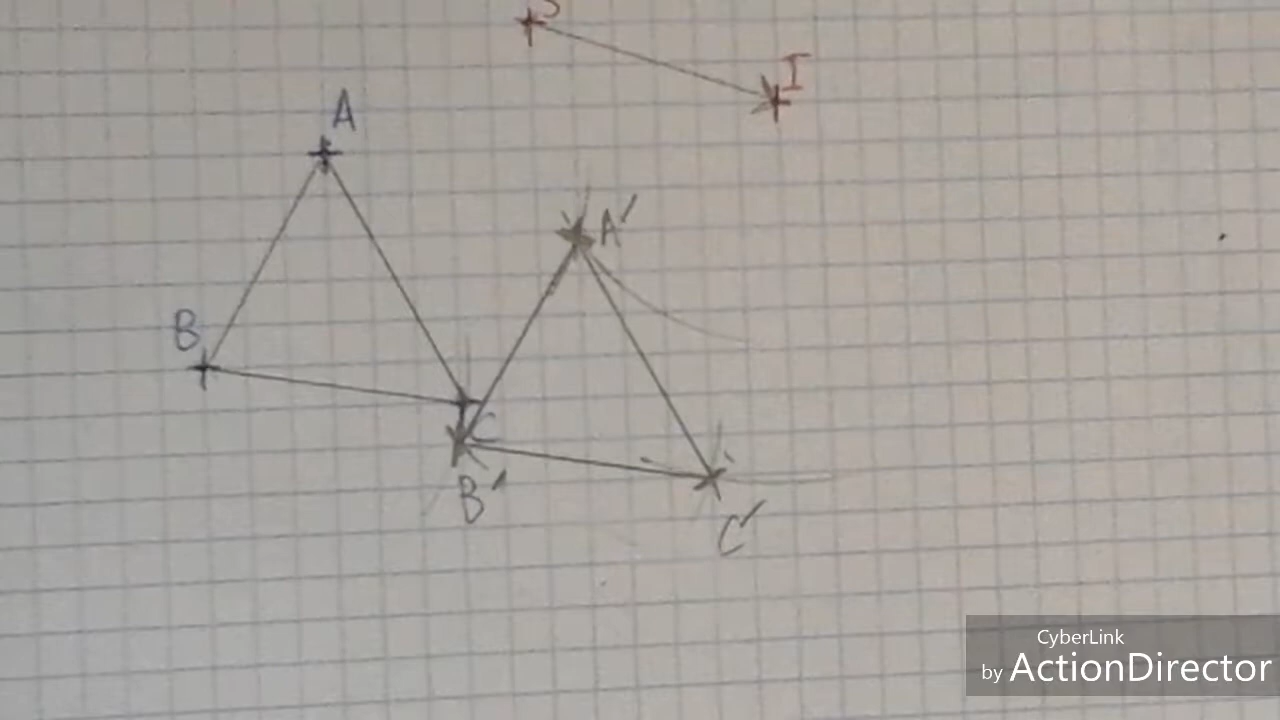 I
A
A'
B
C
B'
C'
CyberLink
by ActionDirector